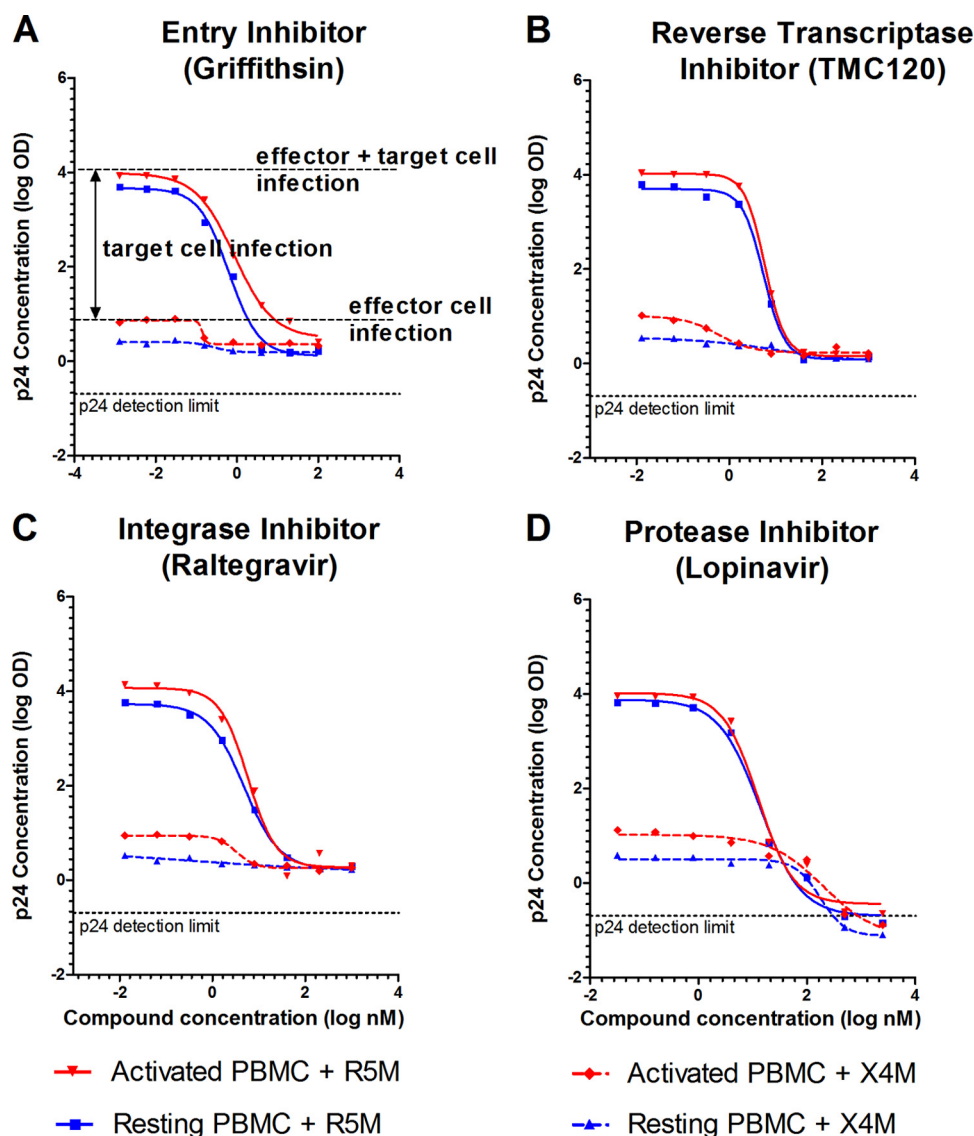 A
Entry Inhibitor
(Griffithsin)
p24 Concentration (log OD)
6
4
2
0
-2
-4
-2
0
2
4
effector + target cell
infection
target cell infection
effector cell
infection
p24 detection limit
B
Reverse Transcriptase
Inhibitor (TMC120)
p24 Concentration (log OD)
6
4
2
0
-2
-2
0
2
4
p24 detection limit
C
Integrase Inhibitor
(Raltegravir)
p24 Concentration (log OD)
6
4
2
0
-2
-2
0
2
4
p24 detection limit
Compound concentration (log nM)
D
Protease Inhibitor
(Lopinavir)
p24 Concentration (log OD)
6
4
2
0
-2
-2
0
2
4
p24 detection limit
Compound concentration (log nM)
Activated PBMC + R5M
Activated PBMC + X4M
Resting PBMC + R5M
Resting PBMC + X4M